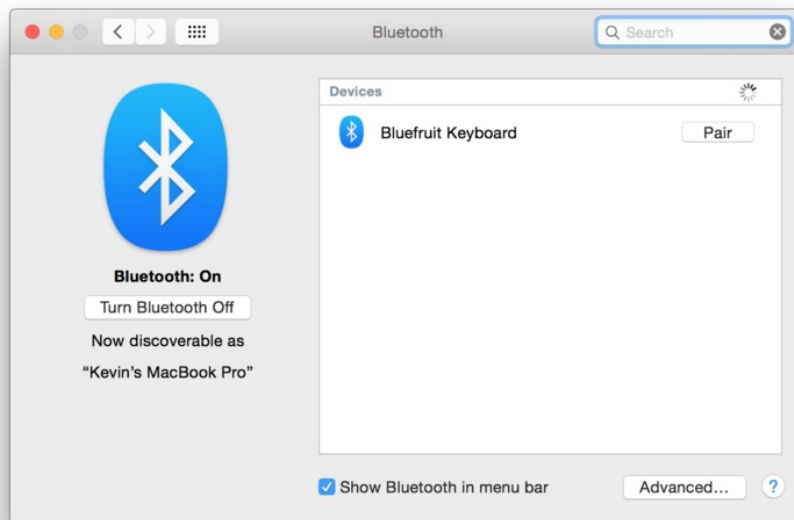 Bluetooth
Search
Devices
Bluefruit Keyboard
Pair
Bluetooth: On
Turn Bluetooth Off
Now discoverable as
“Kevin’s MacBook Pro”
Show Bluetooth in menu bar
Advanced...
?